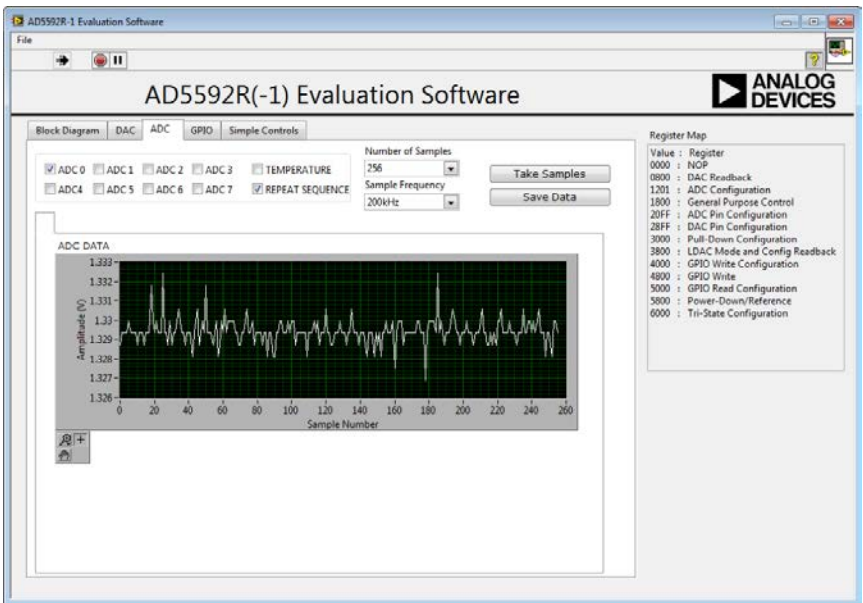 AD5592R-1 Evaluation Software
File
AD5592R(-1) Evaluation Software
ANALOG
DEVICES
Block Diagram DAC ADC GPIO Simple Controls
ADC 0 ADC 1 ADC 2 ADC 3 TEMPERATURE
ADC4 ADC 5 ADC 6 ADC 7 REPEAT SEQUENCE
Number of Samples
256
Sample Frequency
200kHz
Take Samples
Save Data
ADC DATA
Amplitude (V)
1.333
1.332
1.331
1.33
1.329
1.328
1.327
1.326
0 20 40 60 80 100 120 140 160 180 200 220 240 260
Sample Number
Register Map
Value : Register
0000 : NOP
0800 : DAC Readback
1201 : ADC Configuration
1800 : General Purpose Control
20FF : ADC Pin Configuration
28FF : DAC Pin Configuration
3000 : Pull-Down Configuration
3800 : LDAC Mode and Config Readback
4000 : GPIO Write Configuration
4800 : GPIO Write
5000 : GPIO Read Configuration
5800 : Power-Down/Reference
6000 : Tri-State Configuration